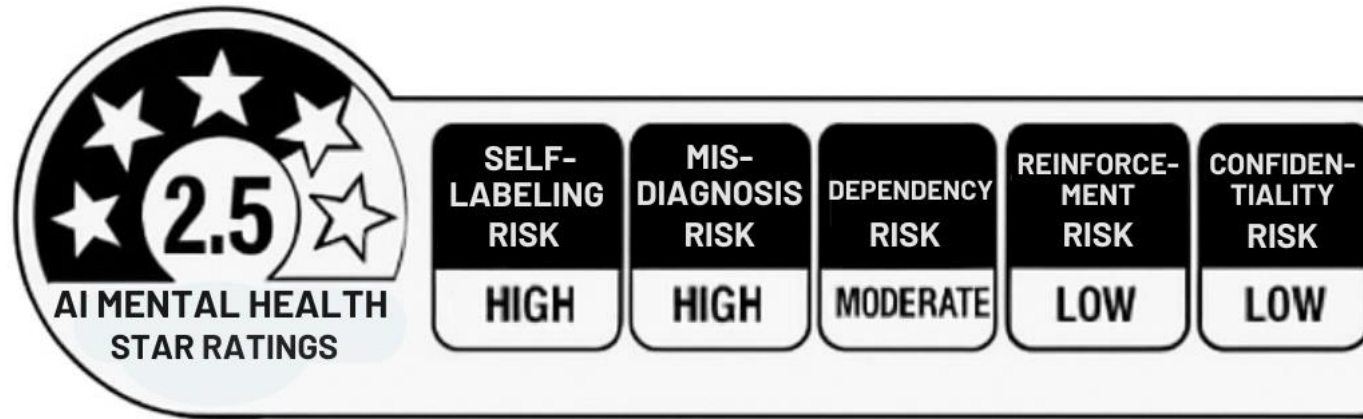 2.5
AI MENTAL HEALTH
STAR RATINGS
SELF-
LABELING
RISK
HIGH
MIS-
DIAGNOSIS
RISK
HIGH
DEPENDENCY
RISK
MODERATE
REINFORCE-
MENT
RISK
LOW
CONFIDEN-
TIALITY
RISK
LOW